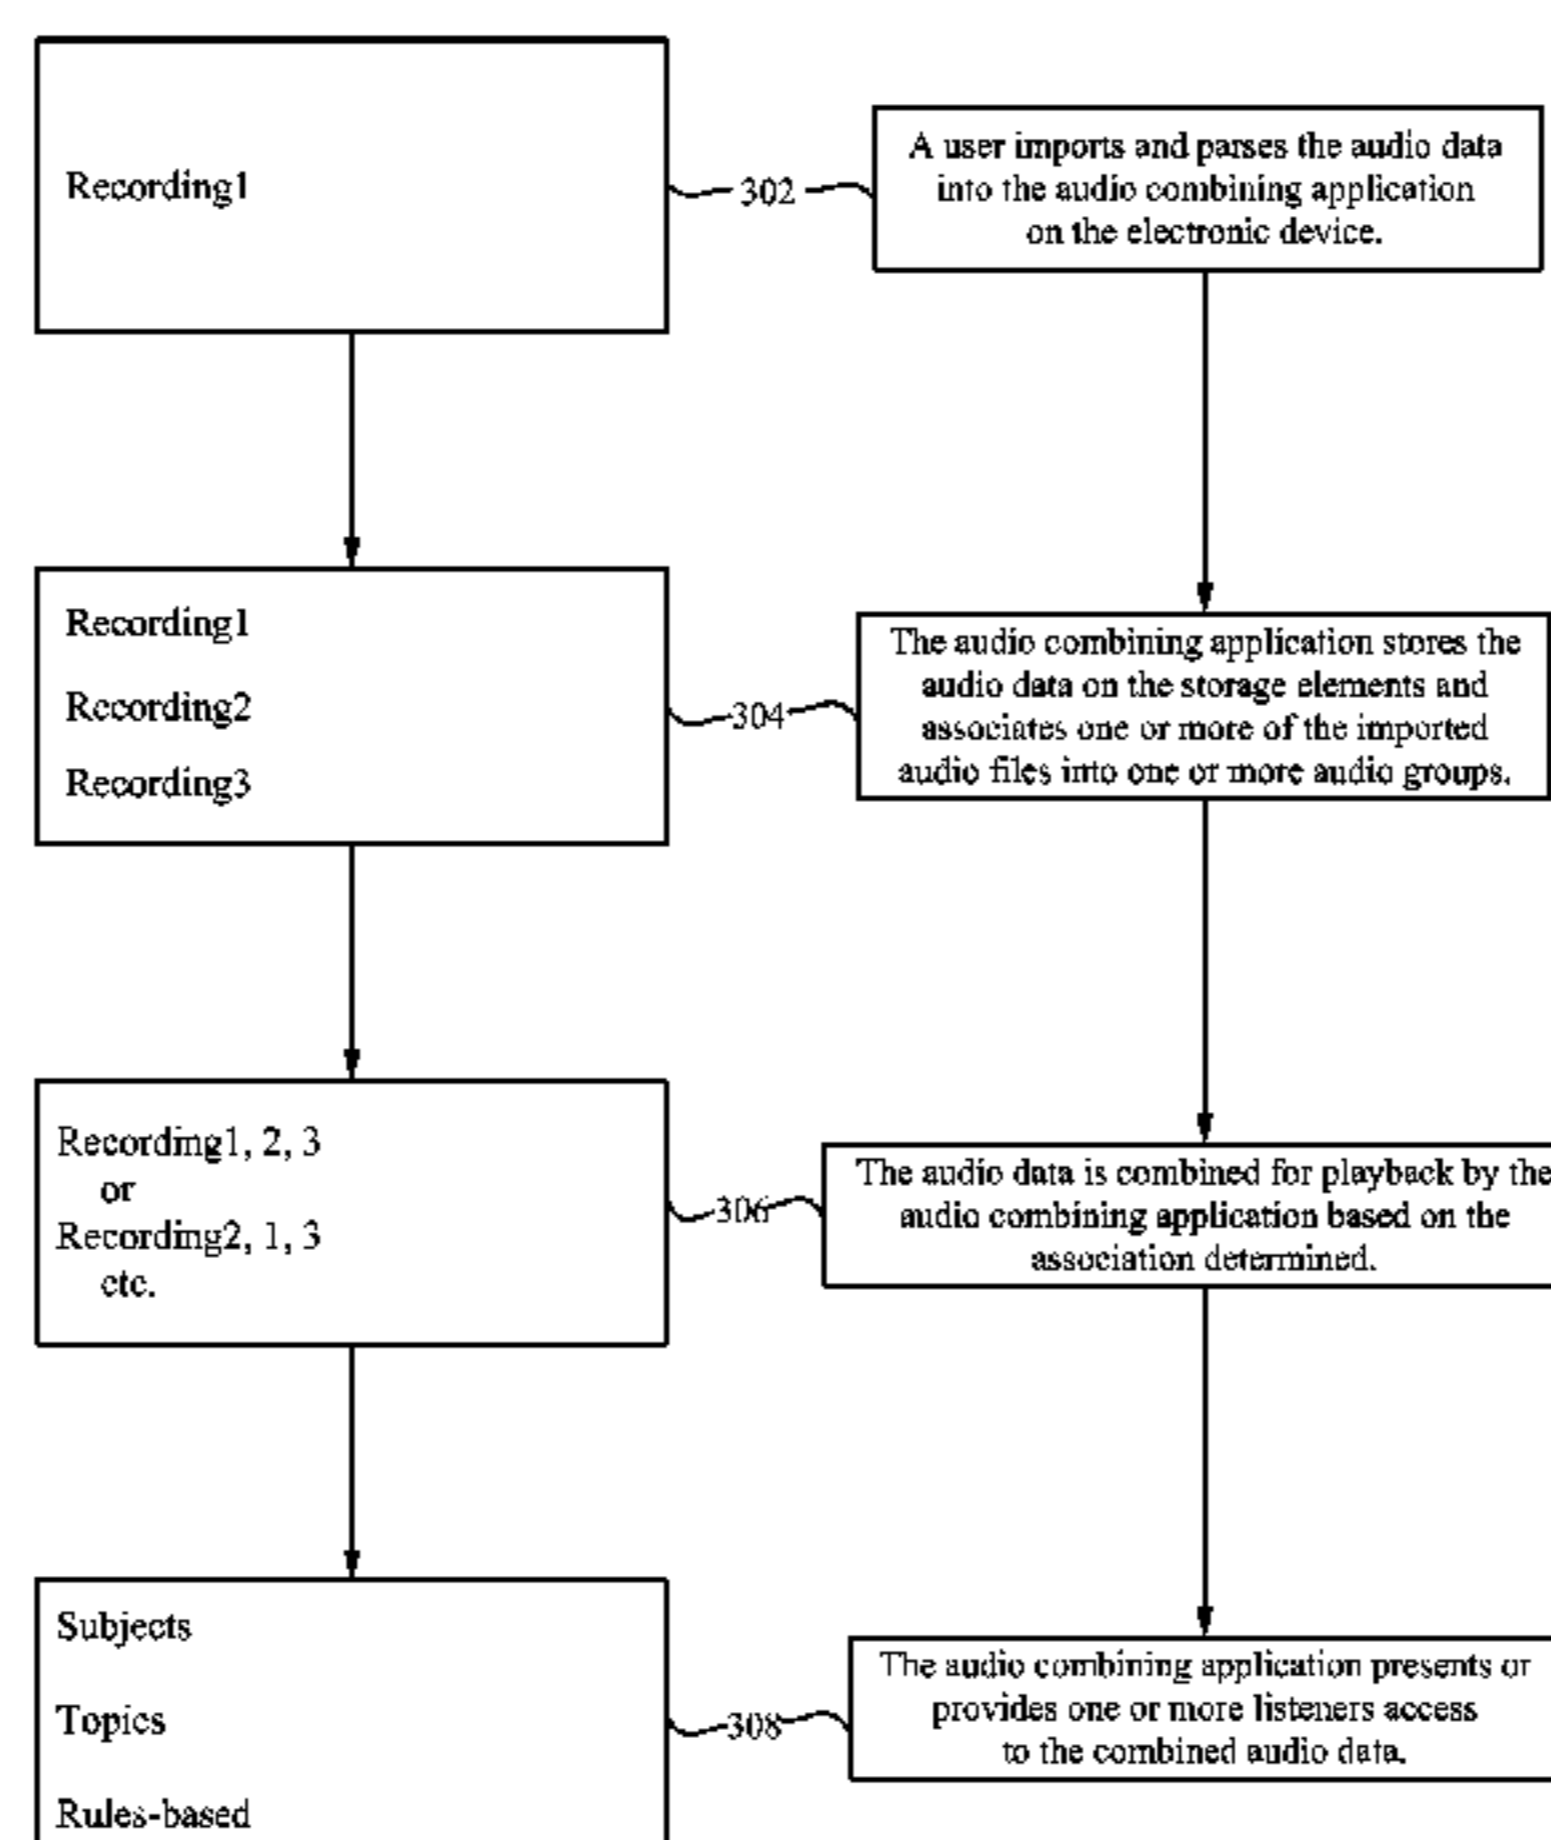 Recording1
302
A user imports and parses the audio data
into the audio combining application
on the electronic device.
Recording1
Recording2
Recording3
304
The audio combining application stores the
audio data on the storage elements and
associates one or more of the imported
audio files into one or more audio groups.
Recording1, 2, 3
or
Recording2, 1, 3
etc.
306
The audio data is combined for playback by the
audio combining application based on the
association determined.
Subjects
Topics
Rules-based
308
The audio combining application presents or
provides one or more listeners access
to the combined audio data.